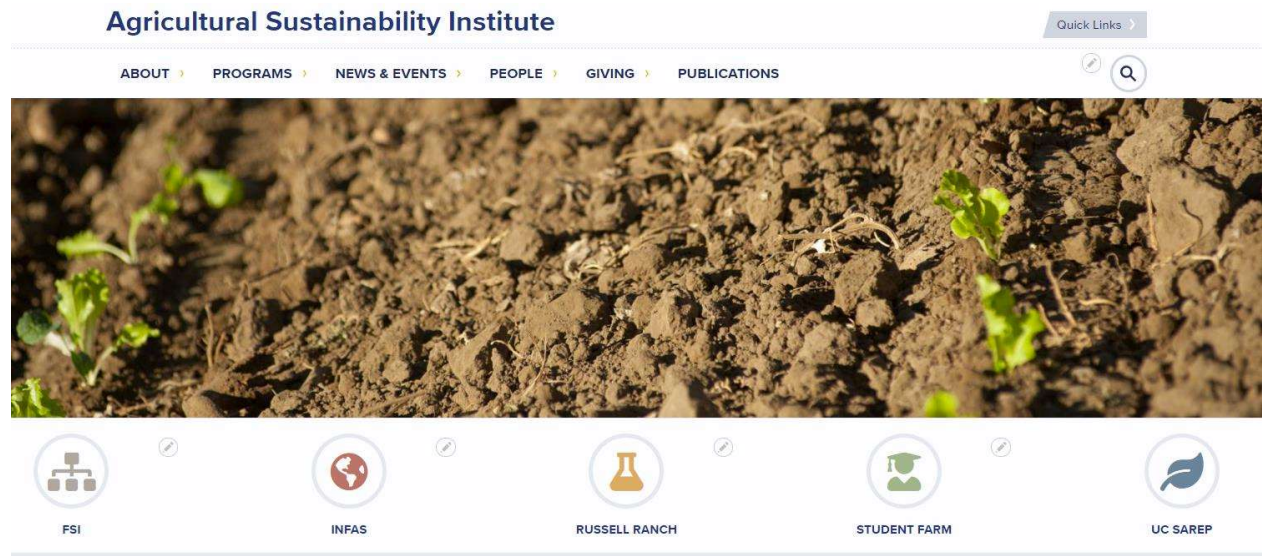 Agricultural Sustainability Institute
Quick Links
ABOUT PROGRAMS NEWS & EVENTS PEOPLE GIVING PUBLICATIONS
FSI INFAS RUSSELL RANCH STUDENT FARM UC SAREP